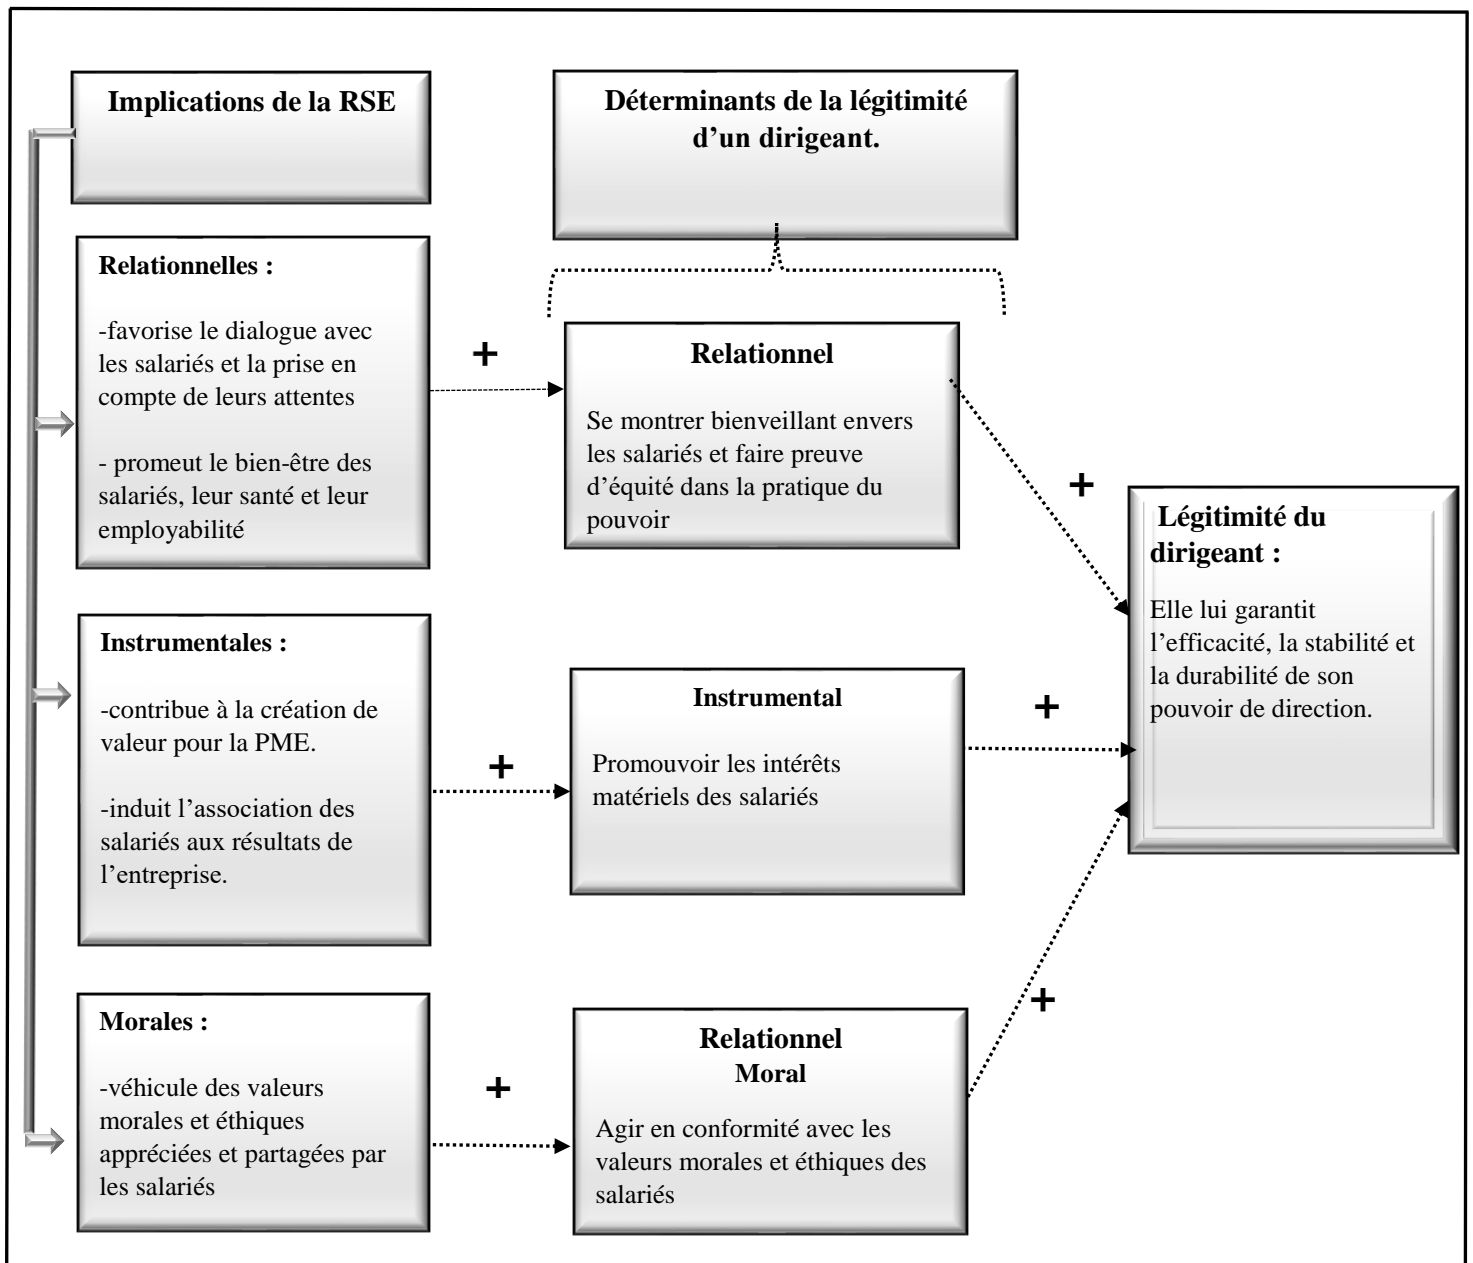 Implications de la RSE
Déterminants de la légitimité
d’un dirigeant.
Relationnelles :
-favorise le dialogue avec
les salariés et la prise en
compte de leurs attentes
- promeut le bien-être des
salariés, leur santé et leur
employabilité
+
Relationnel
Se montrer bienveillant envers
les salariés et faire preuve
d’équité dans la pratique du
pouvoir
+
Légitimité du
dirigeant :
Elle lui garantit
l’efficacité, la stabilité et
la durabilité de son
pouvoir de direction.
Instrumentales :
-contribue à la création de
valeur pour la PME.
-induit l’association des
salariés aux résultats de
l’entreprise.
+
Instrumental
Promouvoir les intérêts
matériels des salariés
+
Morales :
-véhicule des valeurs
morales et éthiques
appréciées et partagées par
les salariés
+
Relationnel
Moral
Agir en conformité avec les
valeurs morales et éthiques des
salariés
+